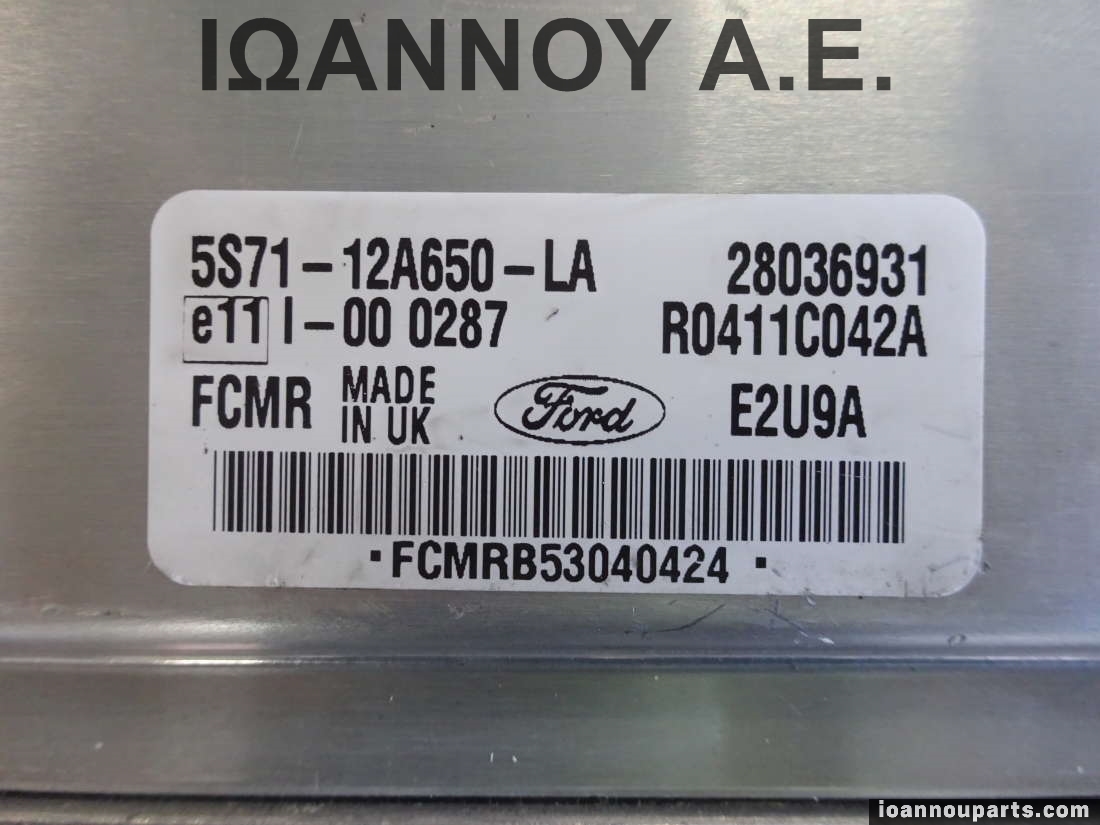 ΙΩΑΝΝΟΥ Α.Ε.
5S71-12A650-LA 28036931
e11 I-00 0287 R0411C042A
FCMR MADE IN UK Ford E2U9A
·FCMRB53040424·
ioannouparts.com